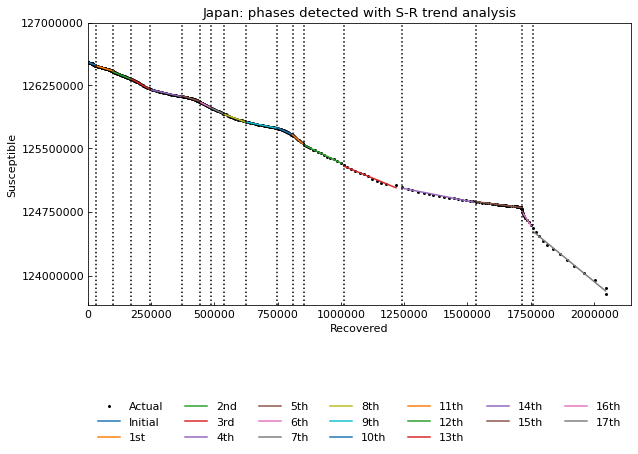 Japan: phases detected with S-R trend analysis
127000000
126250000
125500000
124750000
124000000
Susceptible
0 250000 500000 750000 1000000 1250000 1500000 1750000 2000000
Recovered
Actual 2nd 5th 8th 11th 14th 16th
Initial 3rd 6th 9th 12th 15th 17th
1st 4th 7th 10th 13th